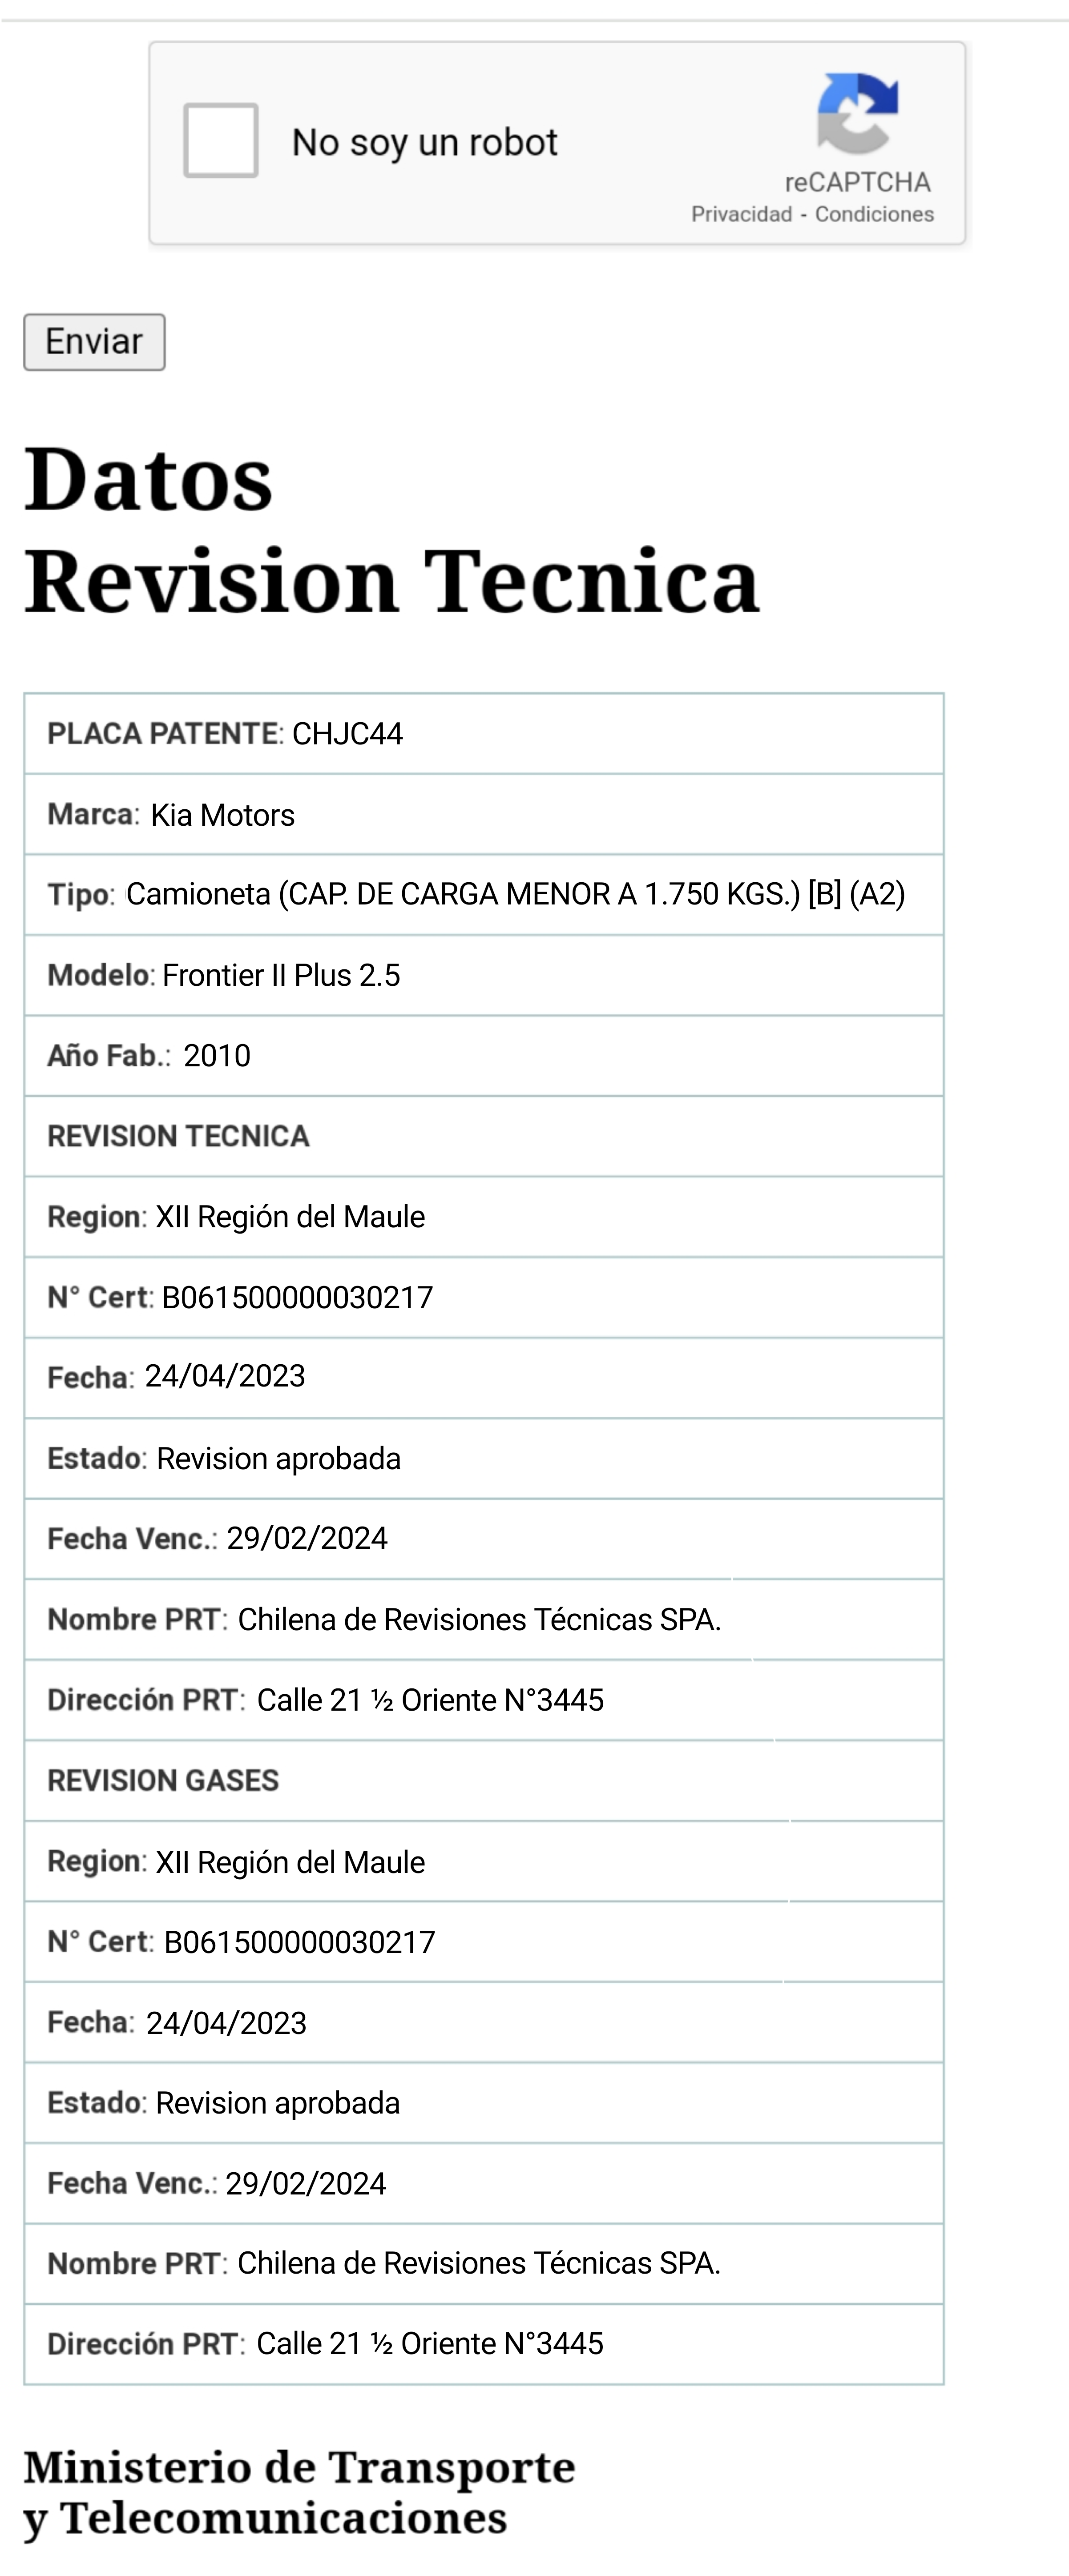 No soy un robot
reCAPTCHA
Privacidad - Condiciones
Enviar
Datos
Revision Tecnica
PLACA PATENTE: CHJC44
Marca: Kia Motors
Tipo: Camioneta (CAP. DE CARGA MENOR A 1.750 KGS.) [B] (A2)
Modelo: Frontier II Plus 2.5
Año Fab.: 2010
REVISION TECNICA
Region: XII Región del Maule
N° Cert: B061500000030217
Fecha: 24/04/2023
Estado: Revision aprobada
Fecha Venc.: 29/02/2024
Nombre PRT: Chilena de Revisiones Técnicas SPA.
Dirección PRT: Calle 21 ½ Oriente N°3445
REVISION GASES
Region: XII Región del Maule
N° Cert: B061500000030217
Fecha: 24/04/2023
Estado: Revision aprobada
Fecha Venc.: 29/02/2024
Nombre PRT: Chilena de Revisiones Técnicas SPA.
Dirección PRT: Calle 21 ½ Oriente N°3445
Ministerio de Transporte
y Telecomunicaciones